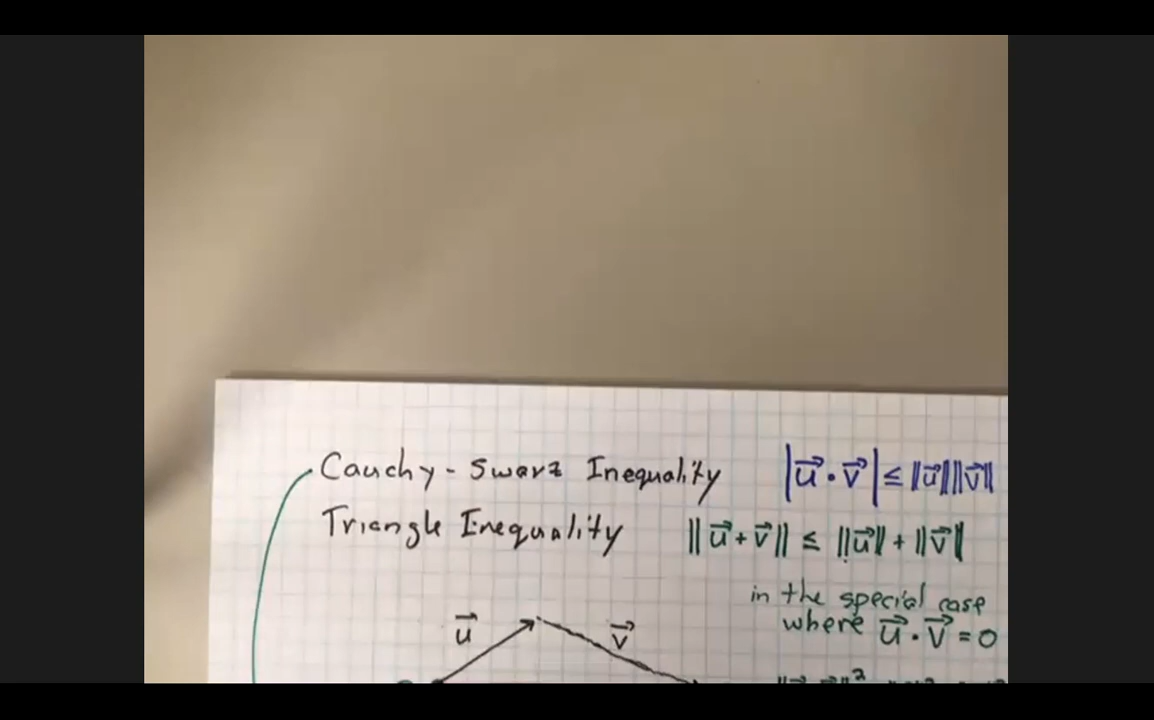 Cauchy - Swarz Inequality |u⃗ · v⃗| ≤ ‖u⃗‖‖v⃗‖
Triangle Inequality ‖u⃗ + v⃗‖ ≤ ‖u⃗‖ + ‖v⃗‖
in the special case
where u⃗ · v⃗ = 0
u⃗ v⃗